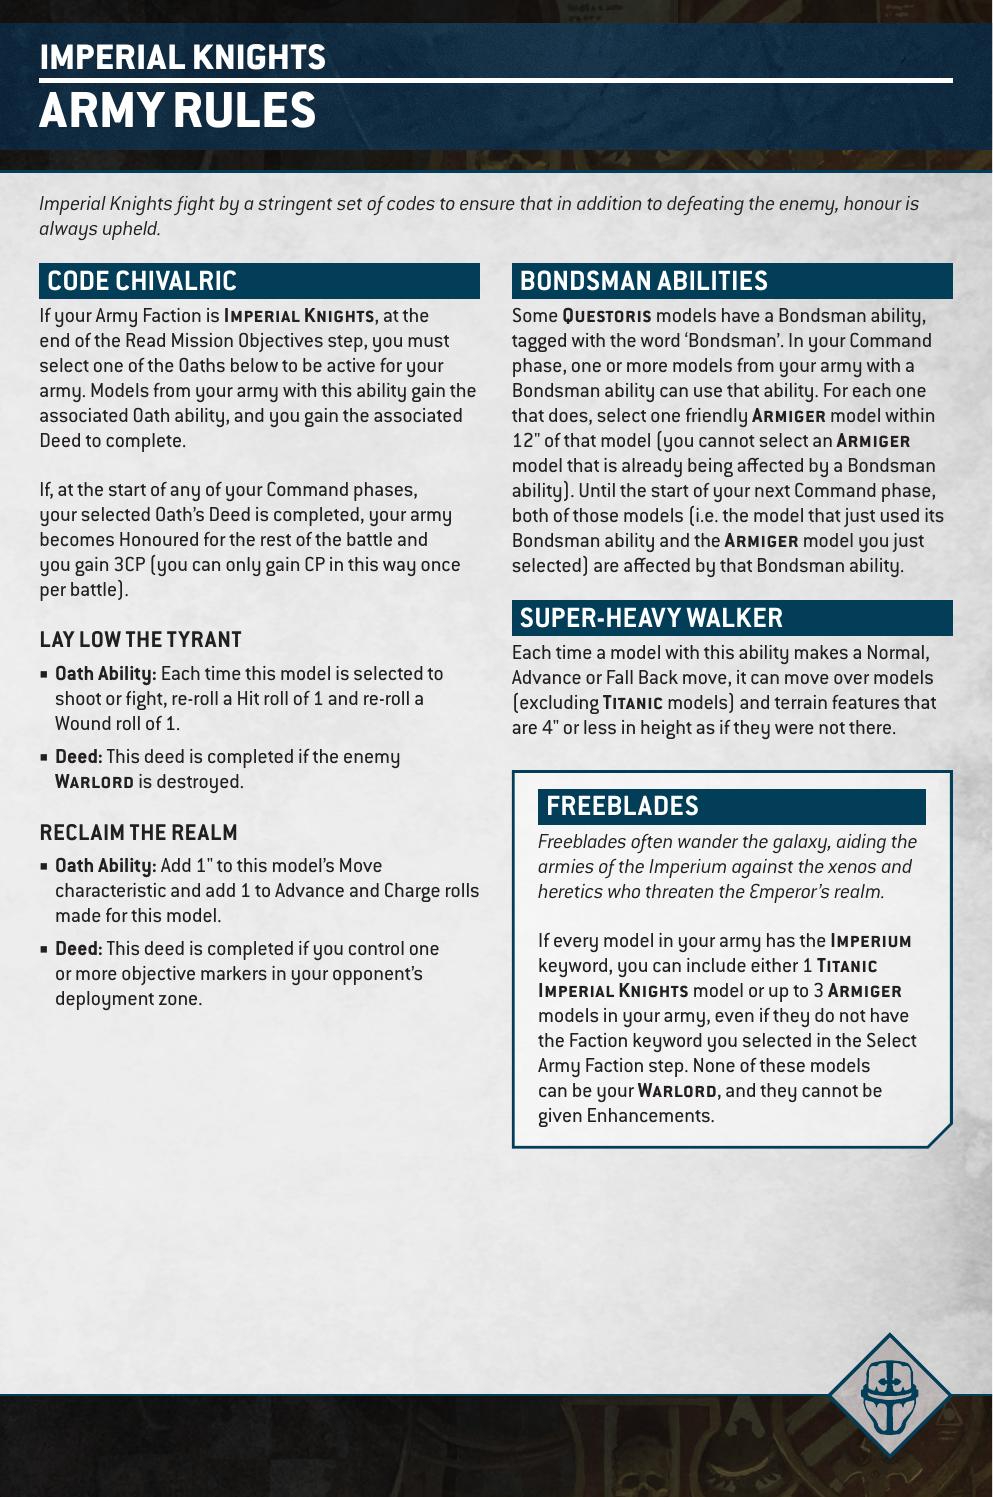 IMPERIAL KNIGHTS
ARMY RULES
Imperial Knights fight by a stringent set of codes to ensure that in addition to defeating the enemy, honour is
always upheld.
CODE CHIVALRIC
If your Army Faction is IMPERIAL KNIGHTS, at the
end of the Read Mission Objectives step, you must
select one of the Oaths below to be active for your
army. Models from your army with this ability gain the
associated Oath ability, and you gain the associated
Deed to complete.
If, at the start of any of your Command phases,
your selected Oath's Deed is completed, your army
becomes Honoured for the rest of the battle and
you gain 3CP (you can only gain CP in this way once
per battle).
LAY LOW THE TYRANT
▪ Oath Ability: Each time this model is selected to
shoot or fight, re-roll a Hit roll of 1 and re-roll a
Wound roll of 1.
▪ Deed: This deed is completed if the enemy
WARLORD is destroyed.
RECLAIM THE REALM
▪ Oath Ability: Add 1" to this model's Move
characteristic and add 1 to Advance and Charge rolls
made for this model.
▪ Deed: This deed is completed if you control one
or more objective markers in your opponent's
deployment zone.
BONDSMAN ABILITIES
Some QUESTORIS models have a Bondsman ability,
tagged with the word 'Bondsman'. In your Command
phase, one or more models from your army with a
Bondsman ability can use that ability. For each one
that does, select one friendly ARMIGER model within
12" of that model (you cannot select an ARMIGER
model that is already being affected by a Bondsman
ability). Until the start of your next Command phase,
both of those models (i.e. the model that just used its
Bondsman ability and the ARMIGER model you just
selected) are affected by that Bondsman ability.
SUPER-HEAVY WALKER
Each time a model with this ability makes a Normal,
Advance or Fall Back move, it can move over models
(excluding TITANIC models) and terrain features that
are 4" or less in height as if they were not there.
FREEBLADES
Freeblades often wander the galaxy, aiding the
armies of the Imperium against the xenos and
heretics who threaten the Emperor's realm.
If every model in your army has the IMPERIUM
keyword, you can include either 1 TITANIC
IMPERIAL KNIGHTS model or up to 3 ARMIGER
models in your army, even if they do not have
the Faction keyword you selected in the Select
Army Faction step. None of these models
can be your WARLORD, and they cannot be
given Enhancements.